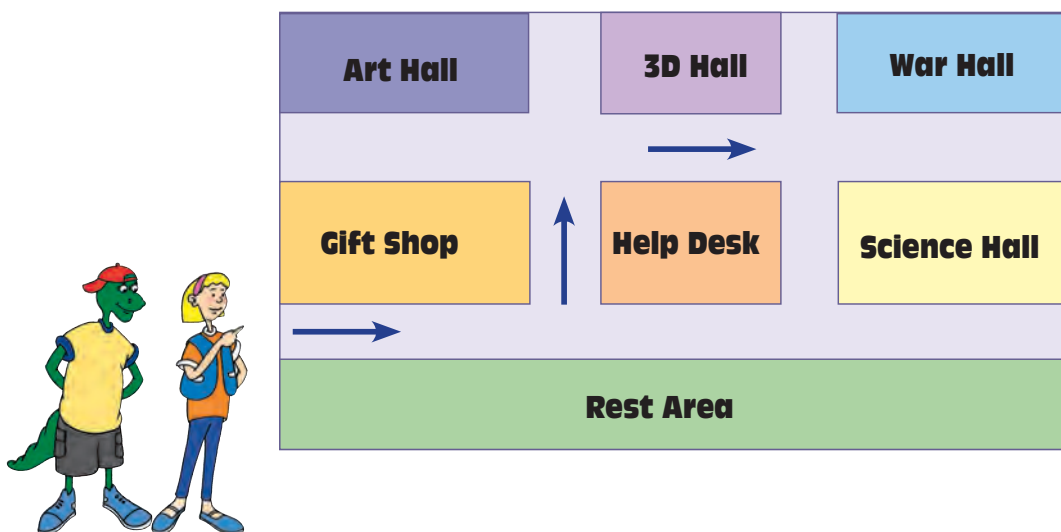 Art Hall
3D Hall
War Hall
Gift Shop
Help Desk
Science Hall
Rest Area